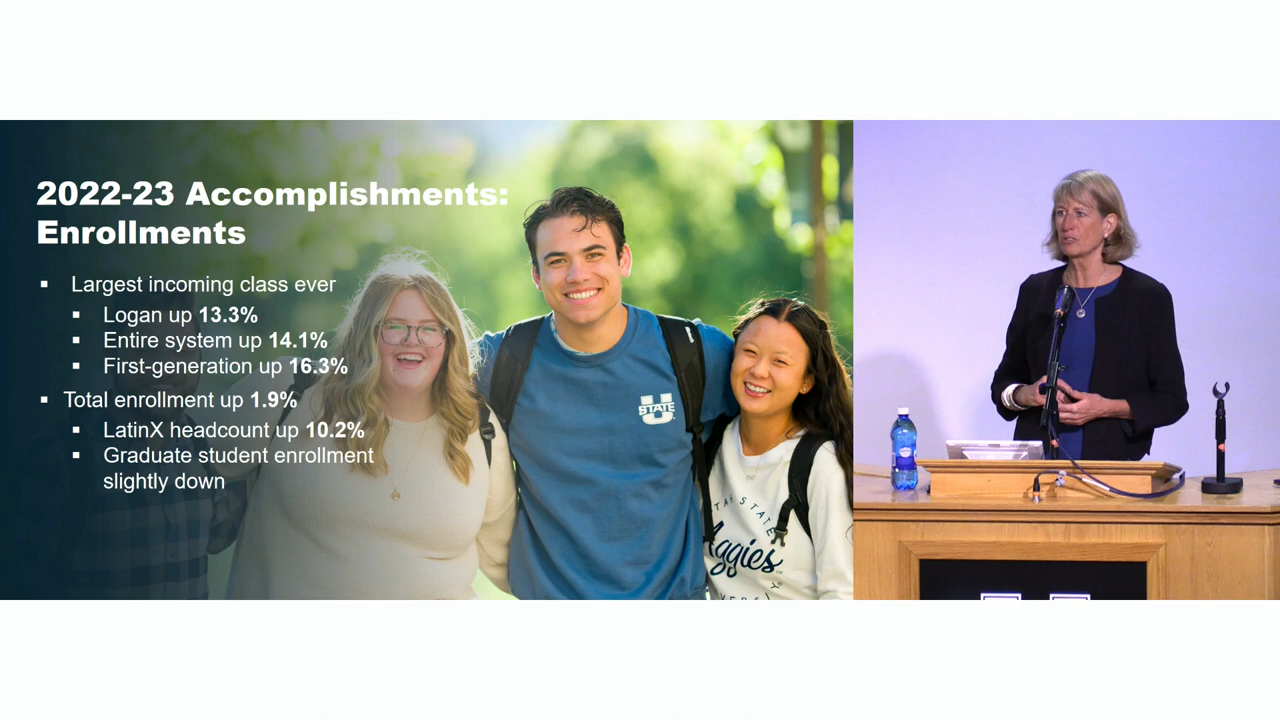 2022-23 Accomplishments:
Enrollments
▪ Largest incoming class ever
▪ Logan up 13.3%
▪ Entire system up 14.1%
▪ First-generation up 16.3%
▪ Total enrollment up 1.9%
▪ LatinX headcount up 10.2%
▪ Graduate student enrollment
slightly down
STATE
UTAH STATE
Aggies